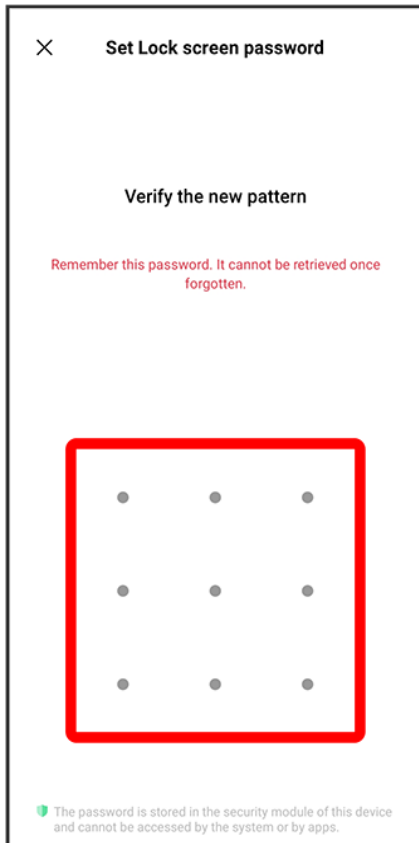 Set Lock screen password
Verify the new pattern
Remember this password. It cannot be retrieved once
forgotten.
The password is stored in the security module of this device
and cannot be accessed by the system or by apps.